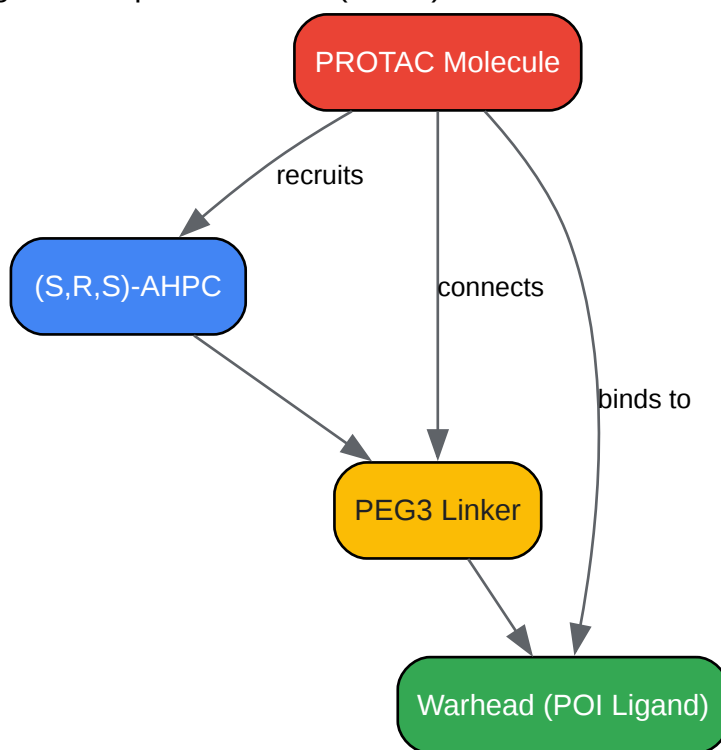 PROTAC Molecule
recruits
(S,R,S)-AHPC
connects
binds to
PEG3 Linker
Warhead (POI Ligand)